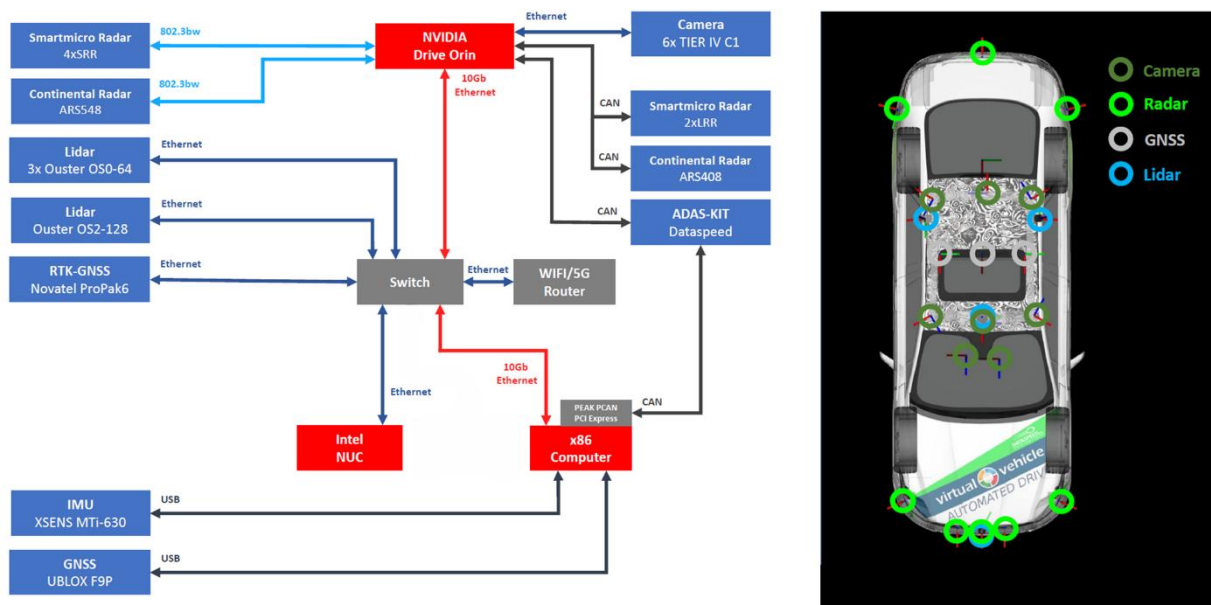 Smartmicro Radar
4xSRR
802.3bw
NVIDIA
Drive Orin
Ethernet
Camera
6x TIER IV C1
Continental Radar
ARS548
802.3bw
10Gb
Ethernet
CAN
Smartmicro Radar
2xLRR
Lidar
3x Ouster OS0-64
Ethernet
CAN
Continental Radar
ARS408
Lidar
Ouster OS2-128
Ethernet
CAN
ADAS-KIT
Dataspeed
RTK-GNSS
Novatel ProPak6
Ethernet
Switch
Ethernet
WIFI/5G
Router
Ethernet
10Gb
Ethernet
PEAK PCAN
PCI Express
CAN
Intel
NUC
x86
Computer
IMU
XSENS MTi-630
USB
GNSS
UBLOX F9P
USB
Camera
Radar
GNSS
Lidar
virtual vehicle
AUTOMATED DRIV